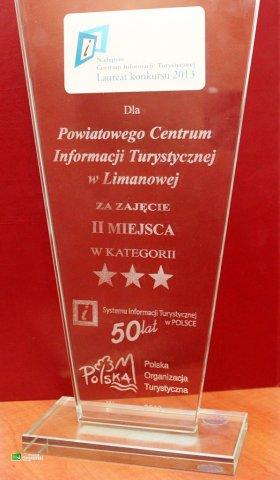 Najlepsze
Centrum Informacji Turystycznej
Laureat konkursu 2013
Dla
Powiatowego Centrum
Informacji Turystycznej
w Limanowej
ZA ZAJĘCIE
II MIEJSCA
W KATEGORII
50 lat Systemu Informacji Turystycznej
w POLSCE
POLSKA
Polska
Organizacja
Turystyczna